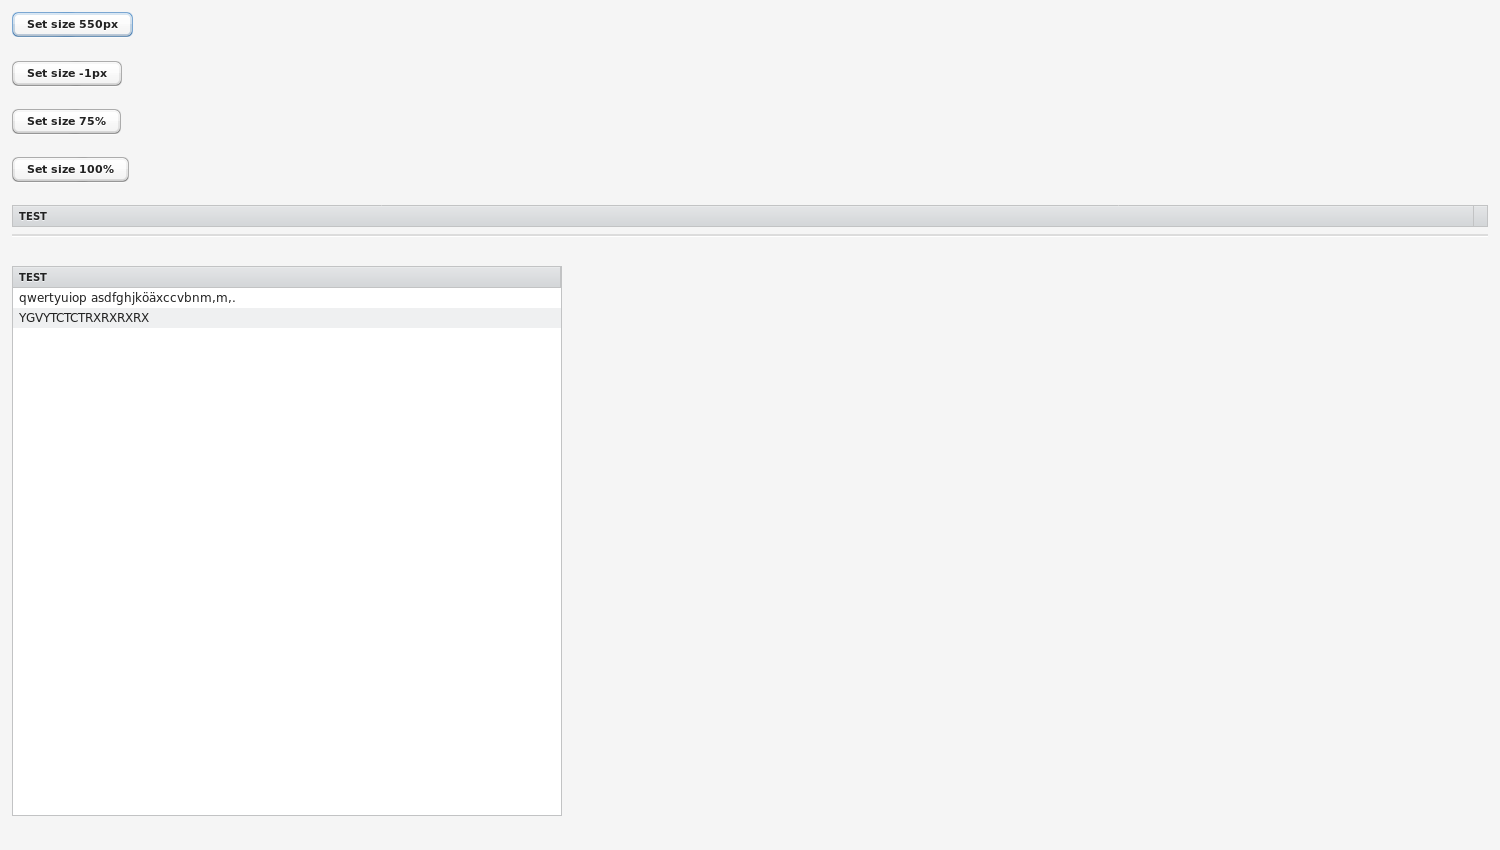 Set size 550px
Set size -1px
Set size 75%
Set size 100%
TEST
TEST
qwertyuiop asdfghjköäxccvbnm,m,.
YGVYTCTCTRXRXRXRX